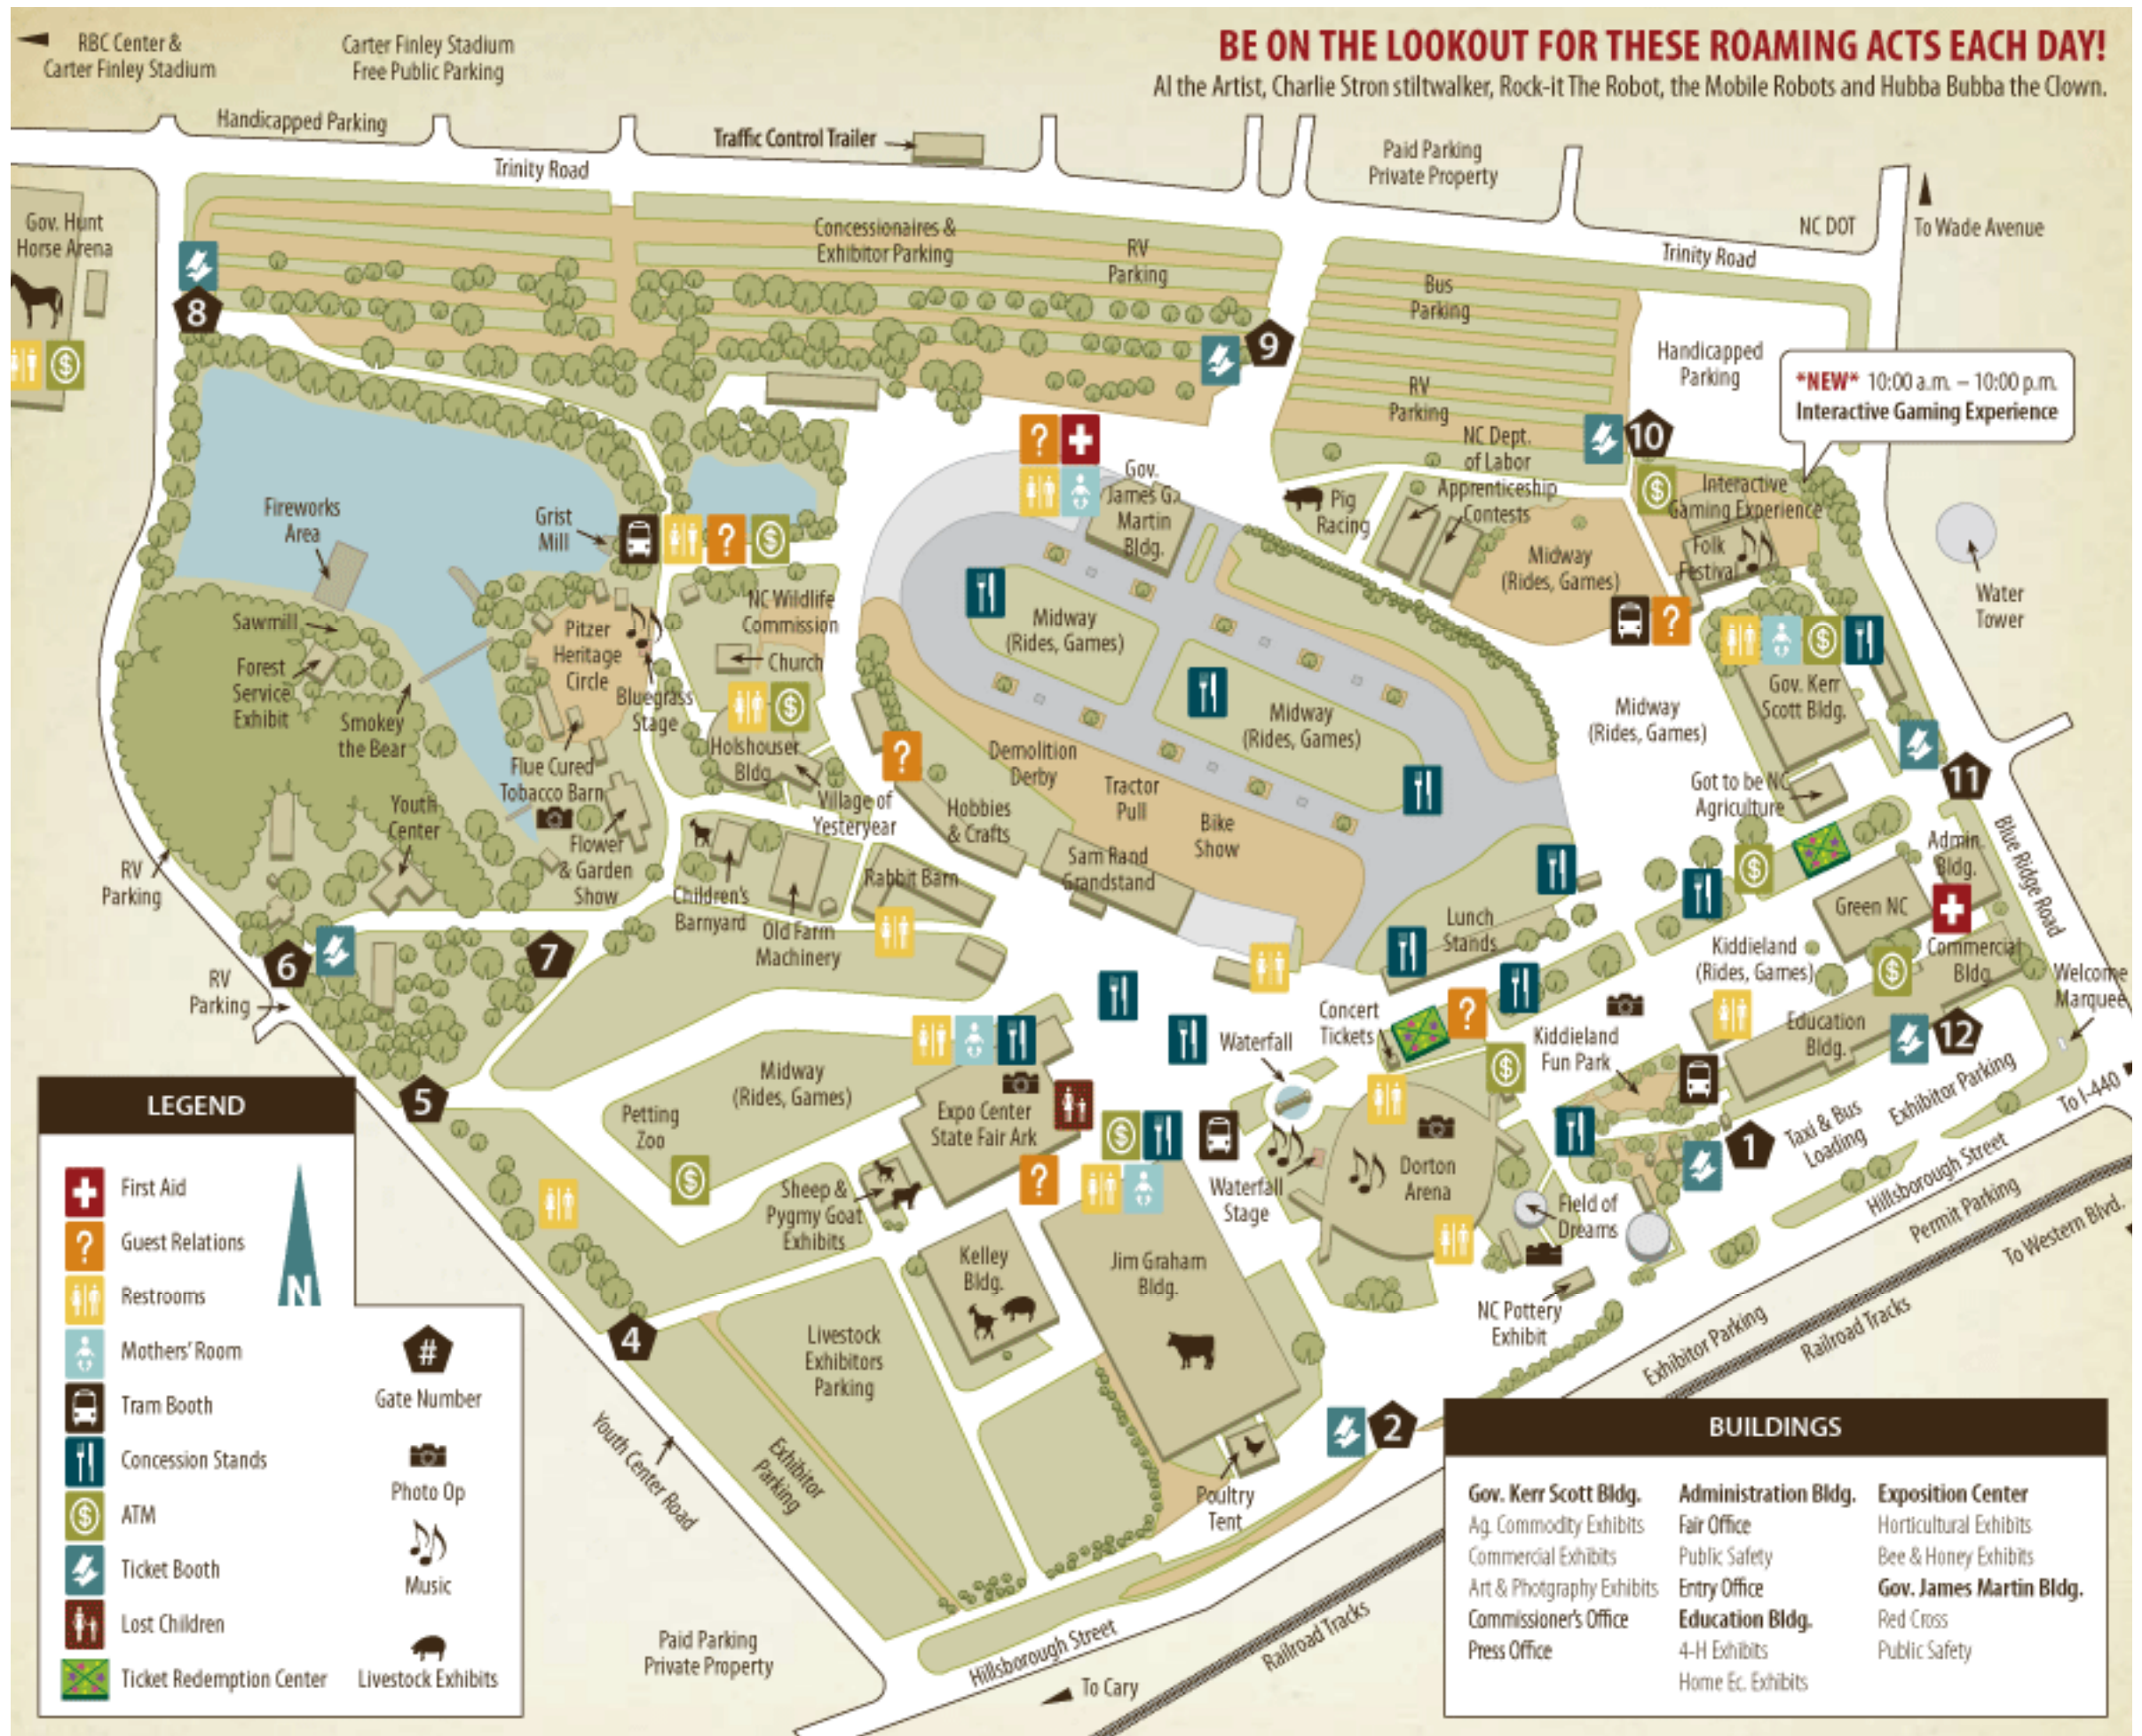 BE ON THE LOOKOUT FOR THESE ROAMING ACTS EACH DAY!
Al the Artist, Charlie Stron stiltwalker, Rock-it The Robot, the Mobile Robots and Hubba Bubba the Clown.
RBC Center &
Carter Finley Stadium
Carter Finley Stadium
Free Public Parking
Handicapped Parking
Trinity Road
Traffic Control Trailer
Paid Parking
Private Property
NC DOT
To Wade Avenue
Trinity Road
Gov. Hunt
Horse Arena
8
Concessionaires &
Exhibitor Parking
RV
Parking
9
Bus
Parking
RV
Parking
Handicapped
Parking
*NEW* 10:00 a.m. – 10:00 p.m.
Interactive Gaming Experience
10
NC Dept.
of Labor
Apprenticeship
Contests
Pig
Racing
Interactive
Gaming Experience
Folk
Festival
Midway
(Rides, Games)
Water
Tower
Gov.
James G.
Martin
Bldg.
Fireworks
Area
Grist
Mill
Sawmill
Forest
Service
Exhibit
Smokey
the Bear
Pitzer
Heritage
Circle
Bluegrass
Stage
NC Wildlife
Commission
Church
Holshouser
Bldg.
Village of
Yesteryear
Flue Cured
Tobacco Barn
Flower
& Garden
Show
Youth
Center
Midway
(Rides, Games)
Midway
(Rides, Games)
Midway
(Rides, Games)
Gov. Kerr
Scott Bldg.
Demolition
Derby
Tractor
Pull
Bike
Show
Hobbies
& Crafts
Sam Rand
Grandstand
Got to be NC
Agriculture
11
Admin.
Bldg.
Blue Ridge Road
Green NC
Commercial
Bldg.
Welcome
Marquee
Kiddieland
(Rides, Games)
Lunch
Stands
Children's
Barnyard
Old Farm
Machinery
Rabbit Barn
RV
Parking
RV
Parking
6
7
5
Concert
Tickets
Waterfall
Kiddieland
Fun Park
Education
Bldg.
12
Exhibitor Parking
To I-440
Taxi & Bus
Loading
1
Hillsborough Street
Permit Parking
To Western Blvd.
Midway
(Rides, Games)
Petting
Zoo
Expo Center
State Fair Ark
Sheep &
Pygmy Goat
Exhibits
Kelley
Bldg.
Jim Graham
Bldg.
Waterfall
Stage
Dorton
Arena
Field of
Dreams
NC Pottery
Exhibit
Exhibitor Parking
Railroad Tracks
4
Livestock
Exhibitors
Parking
Exhibitor
Parking
Youth Center Road
2
Poultry
Tent
Paid Parking
Private Property
Hillsborough Street
Railroad Tracks
To Cary
LEGEND
First Aid
Guest Relations
Restrooms
Mothers' Room
Tram Booth
Concession Stands
ATM
Ticket Booth
Lost Children
Ticket Redemption Center
N
#
Gate Number
Photo Op
Music
Livestock Exhibits
BUILDINGS
Gov. Kerr Scott Bldg.
Ag. Commodity Exhibits
Commercial Exhibits
Art & Photgraphy Exhibits
Commissioner's Office
Press Office
Administration Bldg.
Fair Office
Public Safety
Entry Office
Education Bldg.
4-H Exhibits
Home Ec. Exhibits
Exposition Center
Horticultural Exhibits
Bee & Honey Exhibits
Gov. James Martin Bldg.
Red Cross
Public Safety